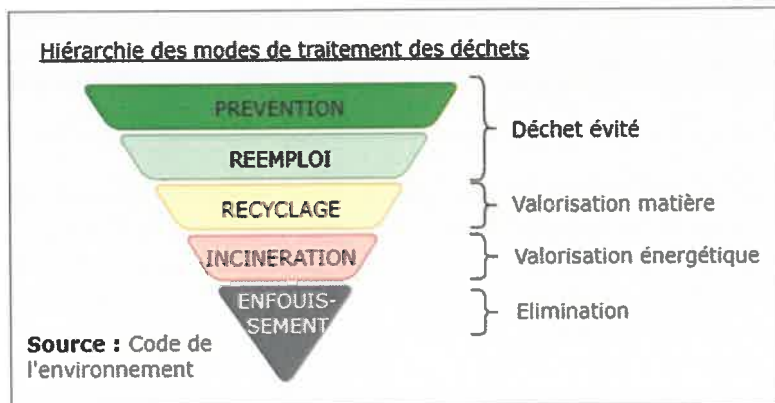 Hiérarchie des modes de traitement des déchets
PREVENTION
Déchet évité
REEMPLOI
RECYCLAGE
Valorisation matière
INCINERATION
Valorisation énergétique
ENFOUIS-
SEMENT
Elimination
Source : Code de
l'environnement